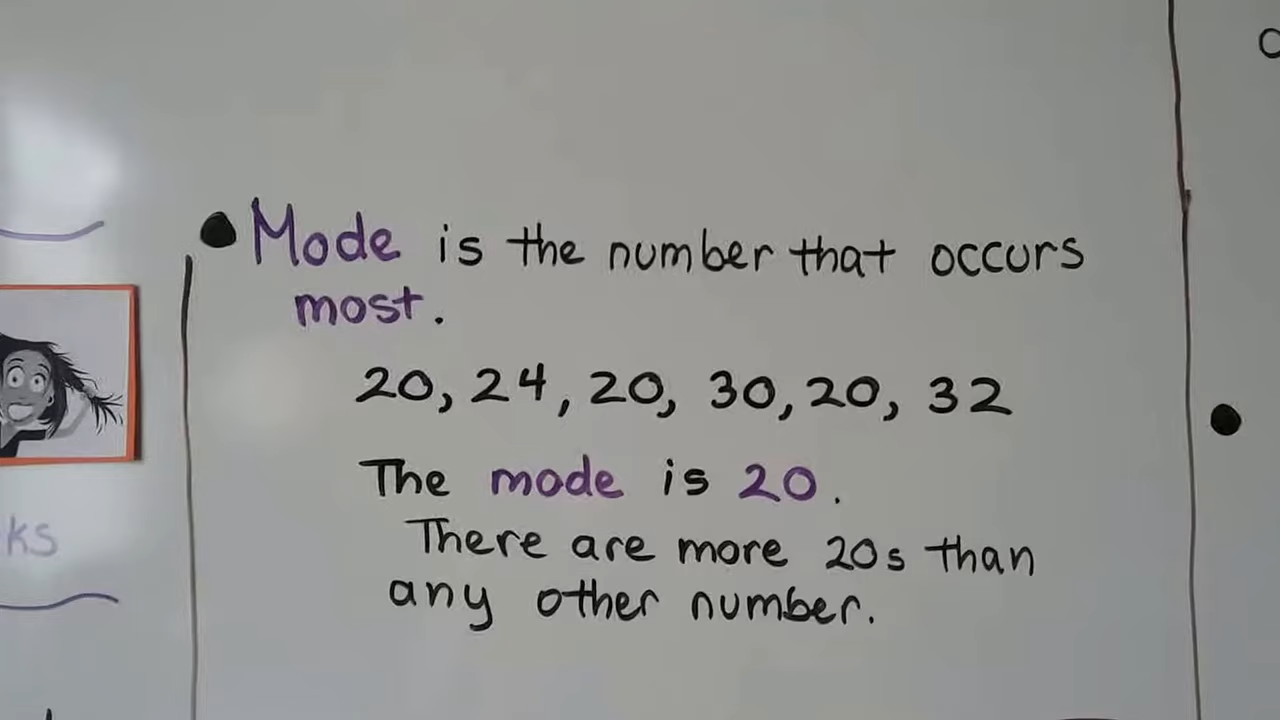 Mode is the number that occurs
most.
20, 24, 20, 30, 20, 32
The mode is 20.
There are more 20s than
any other number.
ks